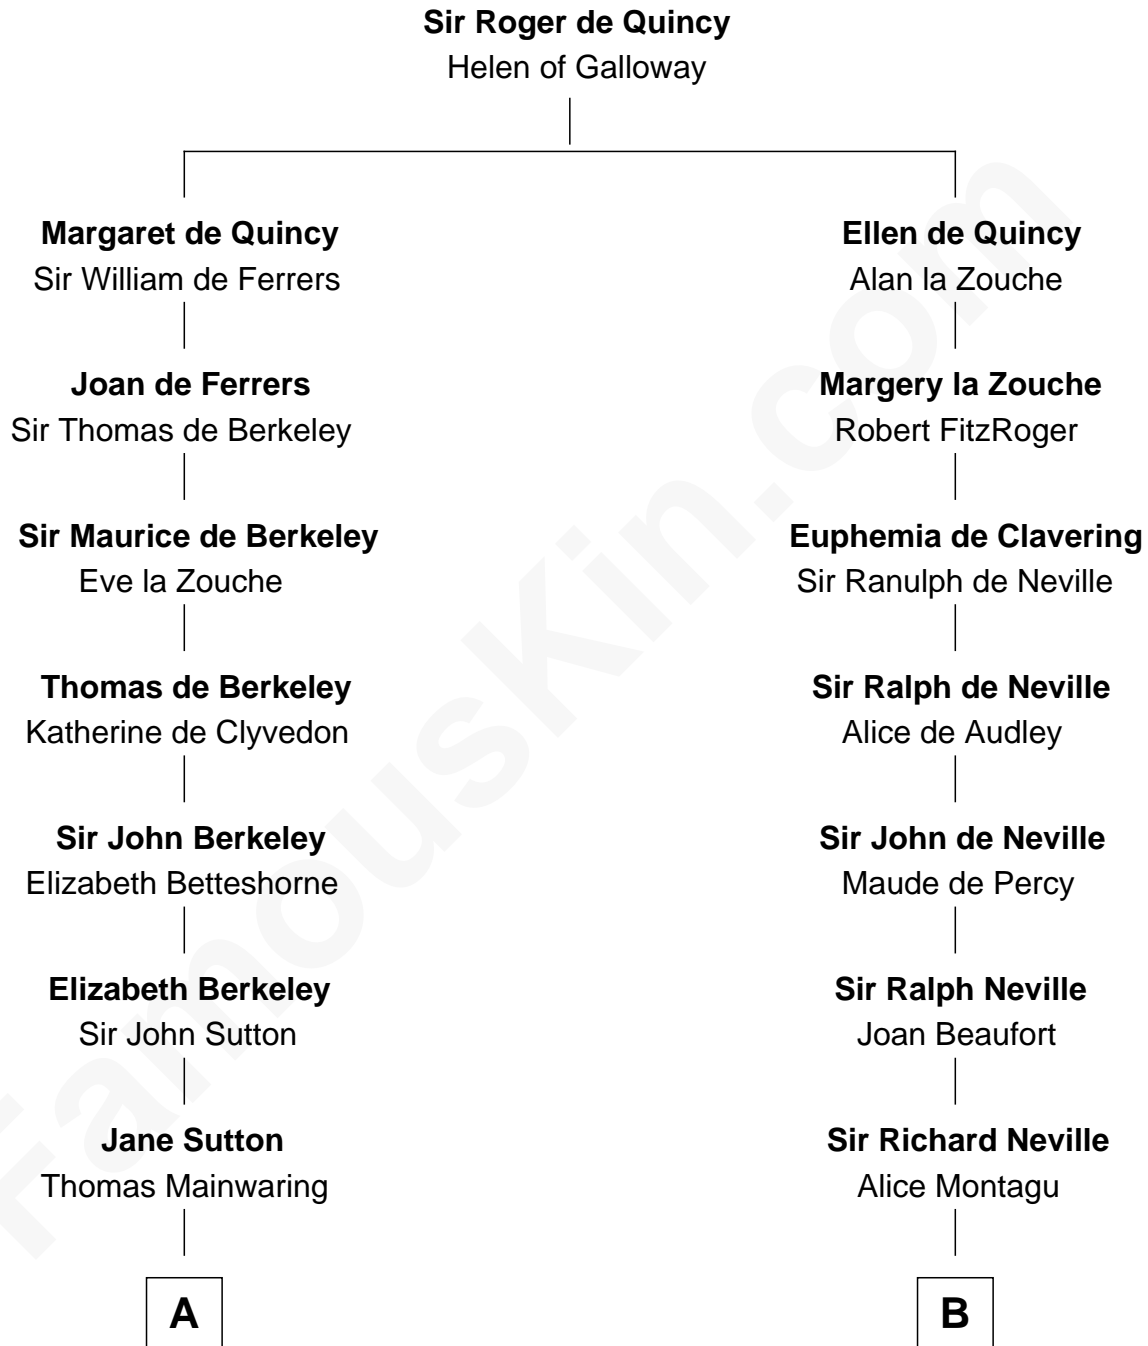 Sir Roger de Quincy
Helen of Galloway
Margaret de Quincy
Sir William de Ferrers
Ellen de Quincy
Alan la Zouche
Joan de Ferrers
Sir Thomas de Berkeley
Margery la Zouche
Robert FitzRoger
Sir Maurice de Berkeley
Eve la Zouche
Euphemia de Clavering
Sir Ranulph de Neville
Thomas de Berkeley
Katherine de Clyvedon
Sir Ralph de Neville
Alice de Audley
Sir John Berkeley
Elizabeth Betteshorne
Sir John de Neville
Maude de Percy
Elizabeth Berkeley
Sir John Sutton
Sir Ralph Neville
Joan Beaufort
Jane Sutton
Thomas Mainwaring
Sir Richard Neville
Alice Montagu
A
B
FamousKin.com